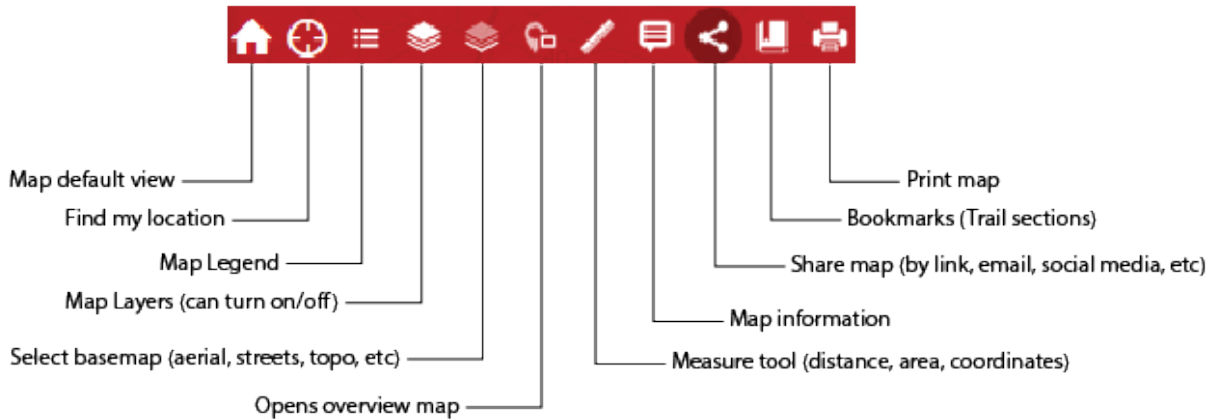 Map default view
Print map
Find my location
Bookmarks (Trail sections)
Map Legend
Share map (by link, email, social media, etc)
Map Layers (can turn on/off)
Map information
Select basemap (aerial, streets, topo, etc)
Measure tool (distance, area, coordinates)
Opens overview map